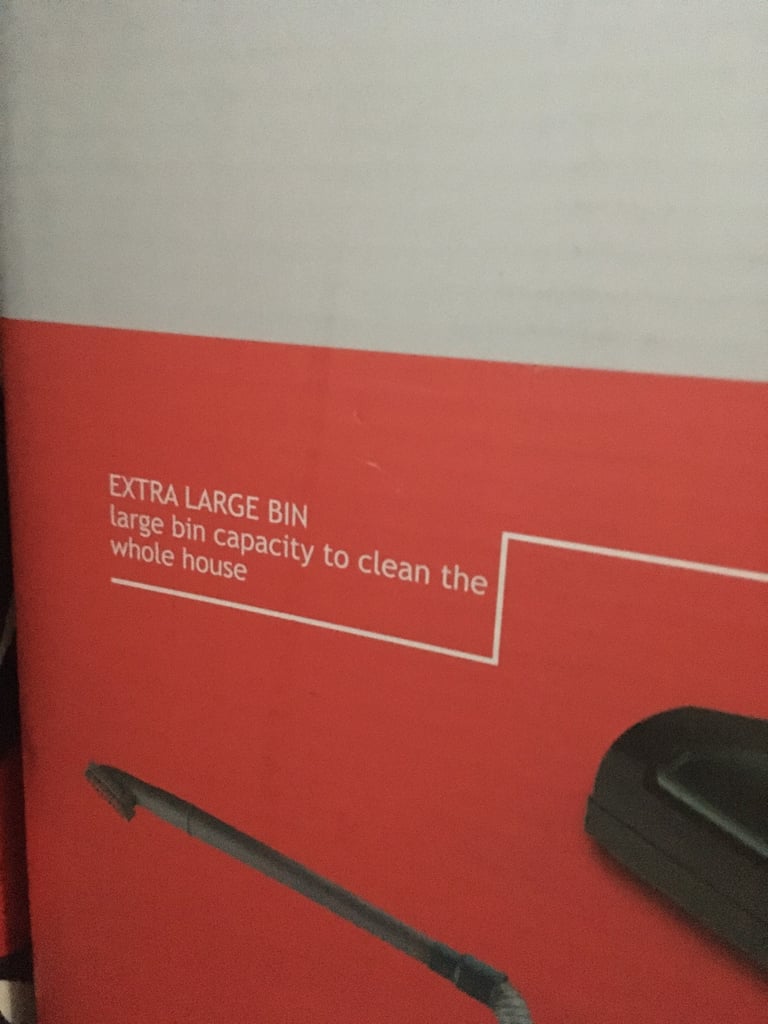 EXTRA LARGE BIN
large bin capacity to clean the
whole house